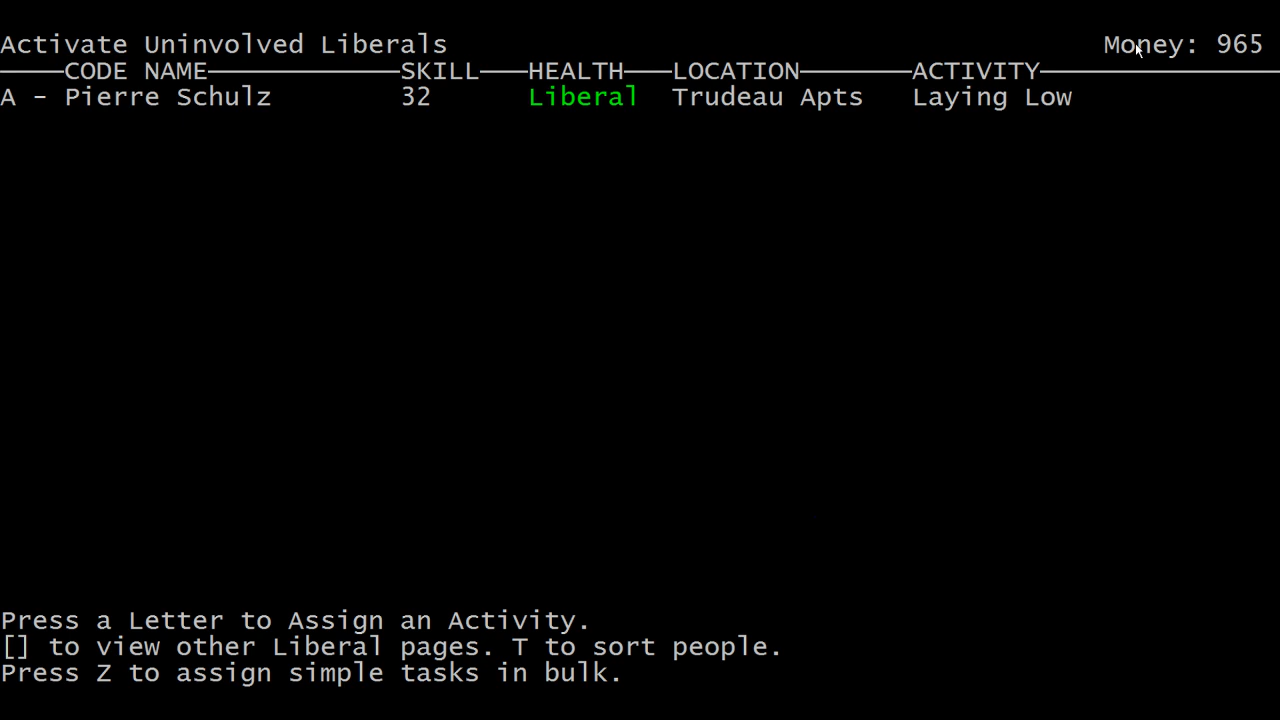 Activate Uninvolved Liberals Money: 965
────CODE NAME────────────SKILL───HEALTH───LOCATION───────ACTIVITY───────────────
A - Pierre Schulz 32 Liberal Trudeau Apts Laying Low
Press a Letter to Assign an Activity.
[] to view other Liberal pages. T to sort people.
Press Z to assign simple tasks in bulk.